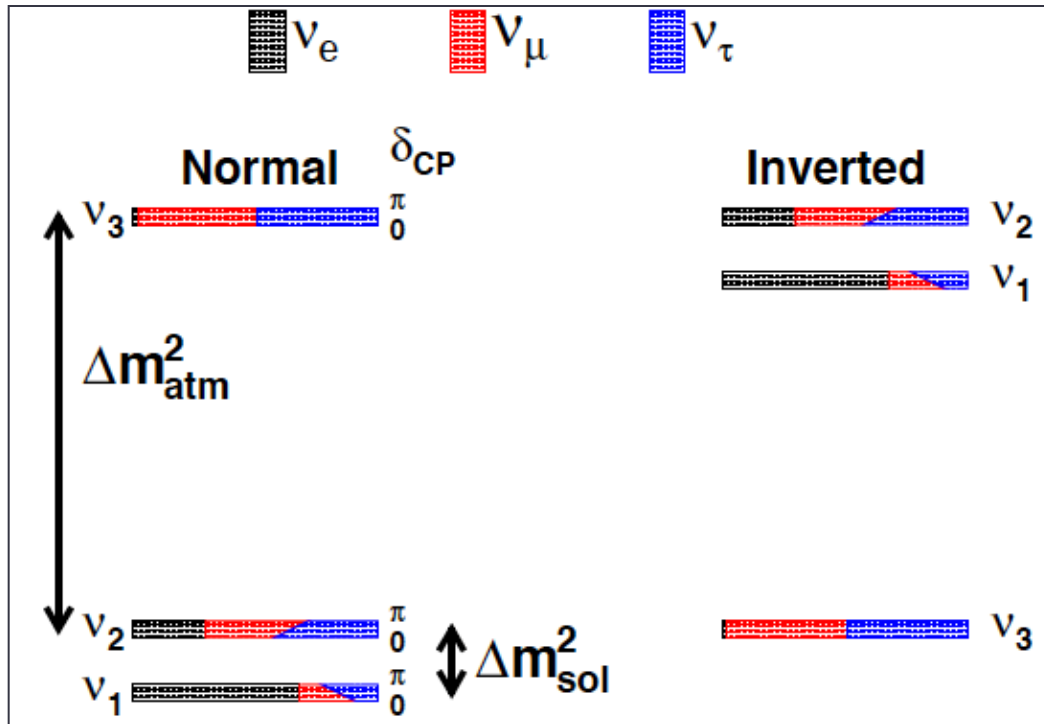 νe νμ ντ
Normal δCP Inverted
ν3 π 0 ν2
ν1
Δm²atm
ν2 π 0 ν3
Δm²sol
ν1 π 0